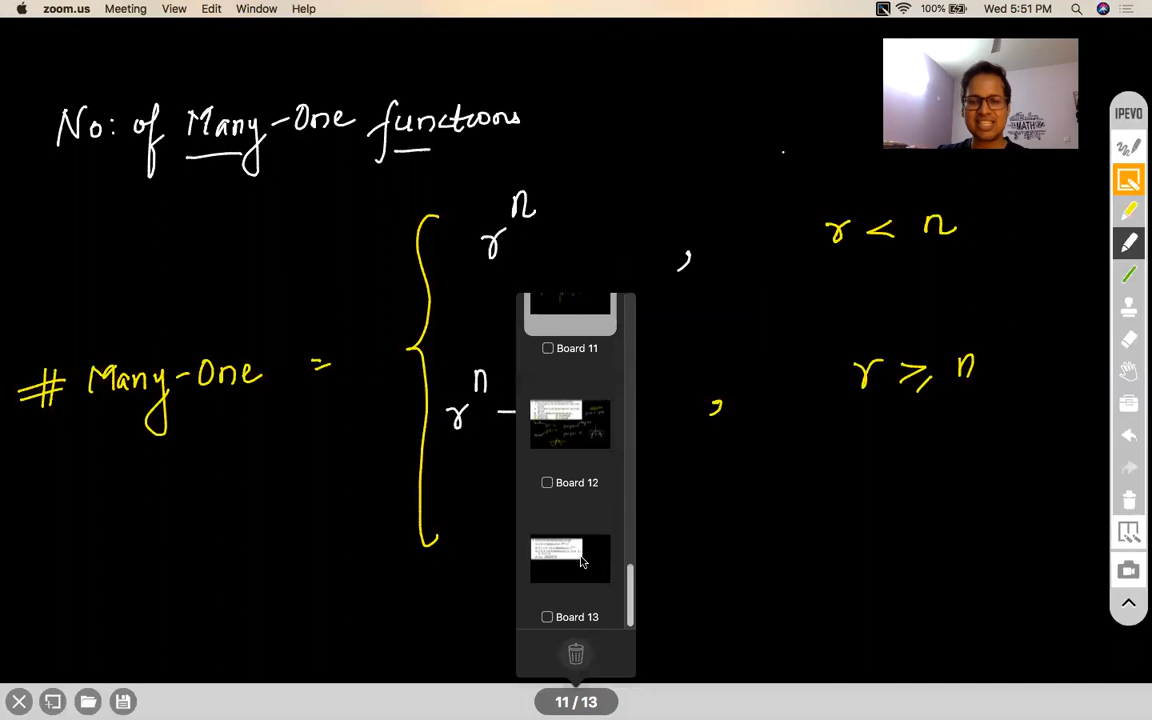 zoom.us Meeting View Edit Window Help 100% Wed 5:51 PM
MATH
IPEVO
No: of Many-One functions
r^n , r < n
# Many-One = r^n - , r ⩾ n
Board 11
Board 12
Board 13
11 / 13